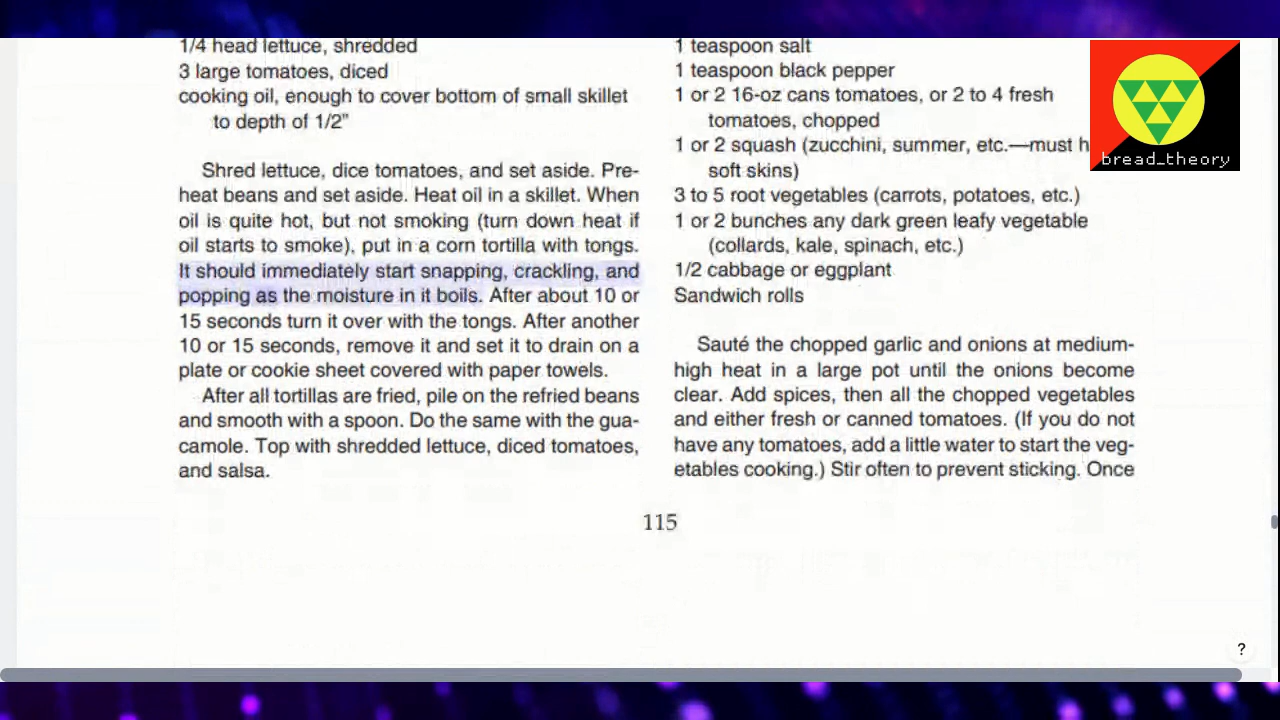 1/4 head lettuce, shredded
3 large tomatoes, diced
cooking oil, enough to cover bottom of small skillet
to depth of 1/2"
Shred lettuce, dice tomatoes, and set aside. Pre-
heat beans and set aside. Heat oil in a skillet. When
oil is quite hot, but not smoking (turn down heat if
oil starts to smoke), put in a corn tortilla with tongs.
It should immediately start snapping, crackling, and
popping as the moisture in it boils. After about 10 or
15 seconds turn it over with the tongs. After another
10 or 15 seconds, remove it and set it to drain on a
plate or cookie sheet covered with paper towels.
After all tortillas are fried, pile on the refried beans
and smooth with a spoon. Do the same with the gua-
camole. Top with shredded lettuce, diced tomatoes,
and salsa.
1 teaspoon salt
1 teaspoon black pepper
1 or 2 16-oz cans tomatoes, or 2 to 4 fresh
tomatoes, chopped
1 or 2 squash (zucchini, summer, etc.—must h
soft skins)
3 to 5 root vegetables (carrots, potatoes, etc.)
1 or 2 bunches any dark green leafy vegetable
(collards, kale, spinach, etc.)
1/2 cabbage or eggplant
Sandwich rolls
Sauté the chopped garlic and onions at medium-
high heat in a large pot until the onions become
clear. Add spices, then all the chopped vegetables
and either fresh or canned tomatoes. (If you do not
have any tomatoes, add a little water to start the veg-
etables cooking.) Stir often to prevent sticking. Once
115
bread_theory
?